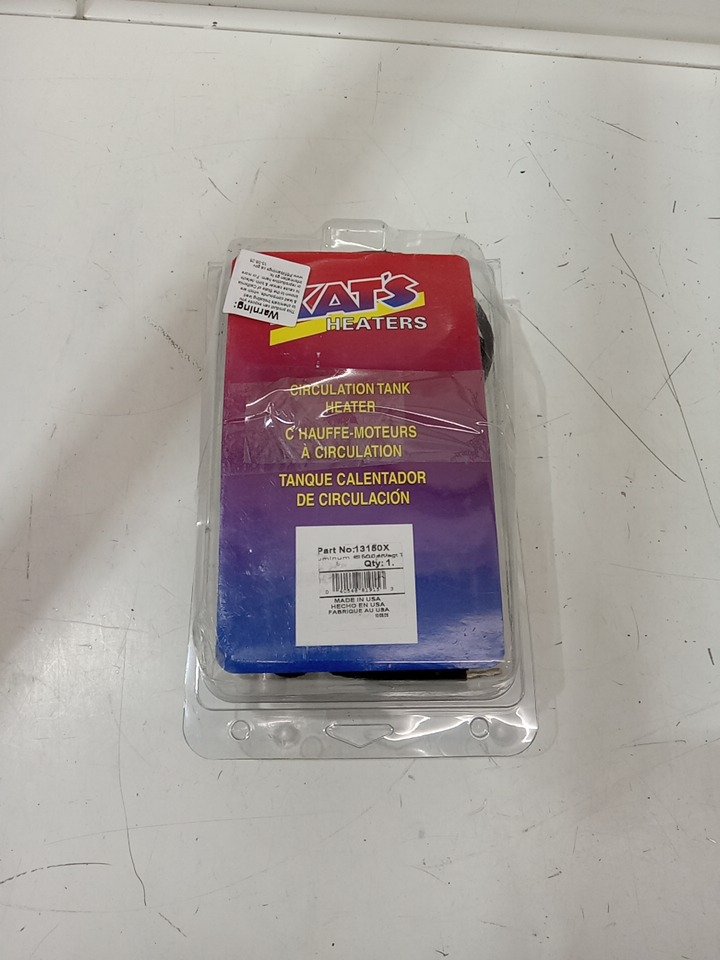 KAT'S
HEATERS
Warning:
CIRCULATION TANK
HEATER
CHAUFFE-MOTEURS
À CIRCULATION
TANQUE CALENTADOR
DE CIRCULACIÓN
Part No:13150X
Qty: 1.
MADE IN USA
HECHO EN USA
FABRIQUE AU USA